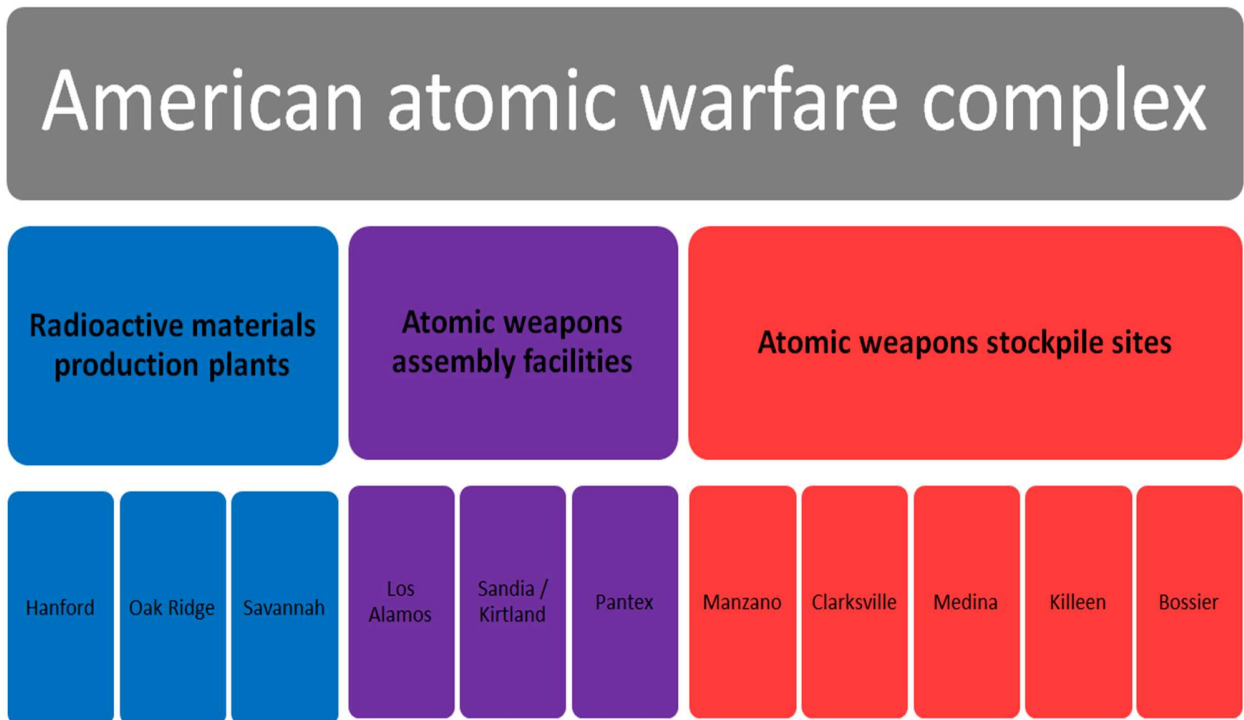 American atomic warfare complex
Radioactive materials
production plants
Atomic weapons
assembly facilities
Atomic weapons stockpile sites
Hanford
Oak Ridge
Savannah
Los
Alamos
Sandia /
Kirtland
Pantex
Manzano
Clarksville
Medina
Killeen
Bossier